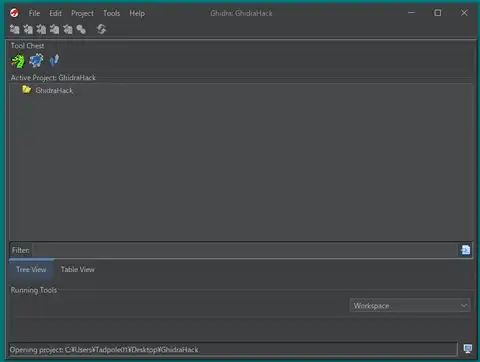 File Edit Project Tools Help Ghidra: GhidraHack
Tool Chest
Active Project: GhidraHack
GhidraHack
Filter:
Tree View Table View
Running Tools
Workspace
Opening project: C:¥Users¥Tadpole01¥Desktop¥GhidraHack